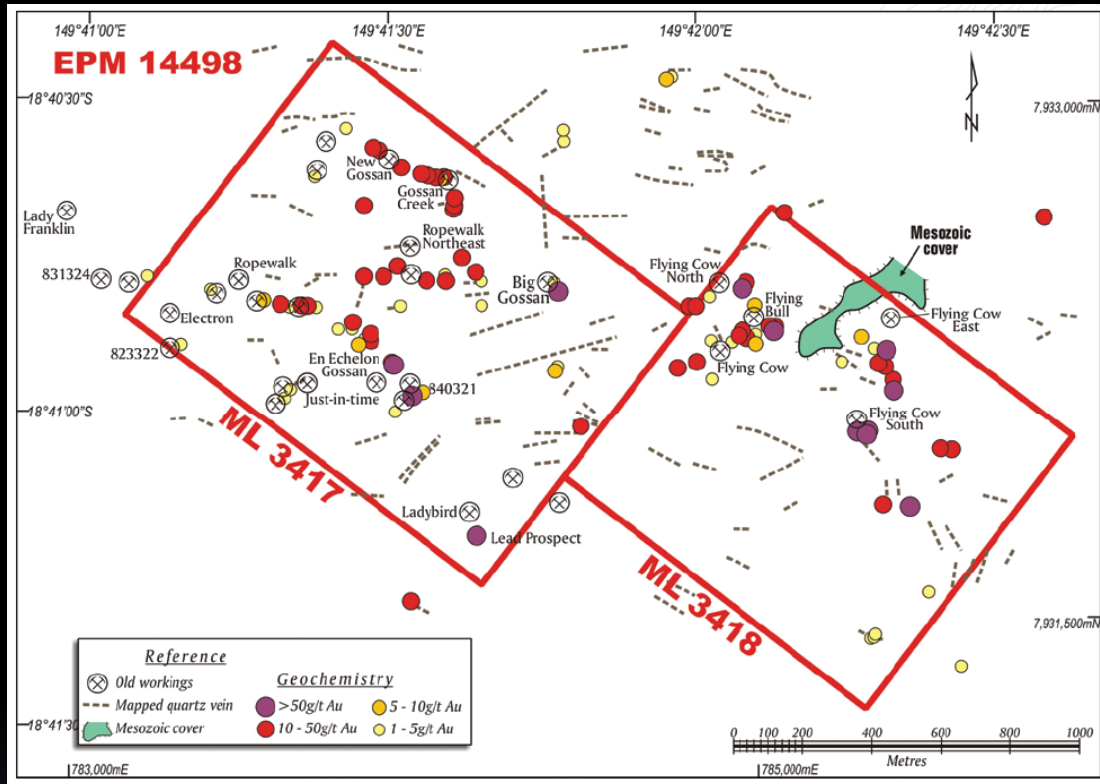 149°41'00"E
149°41'30"E
149°42'00"E
149°42'30"E
EPM 14498
18°40'30"S
7,933,000mN
N
New
Gossan
Gossan
Creek
Lady
Franklin
Ropewalk
Northeast
Mesozoic
cover
831324
Ropewalk
Big
Gossan
Flying Cow
North
Flying
Bull
Flying Cow
East
Electron
823322
En Echelon
Gossan
Flying Cow
Just-in-time
840321
18°41'00"S
Flying Cow
South
ML 3417
Ladybird
Lead Prospect
ML 3418
7,931,500mN
Reference
Old workings
Mapped quartz vein
Mesozoic cover
Geochemistry
>50g/t Au
5 - 10g/t Au
10 - 50g/t Au
1 - 5g/t Au
18°41'30
0 100 200 400 600 800 1000
Metres
783,000mE
785,000mE